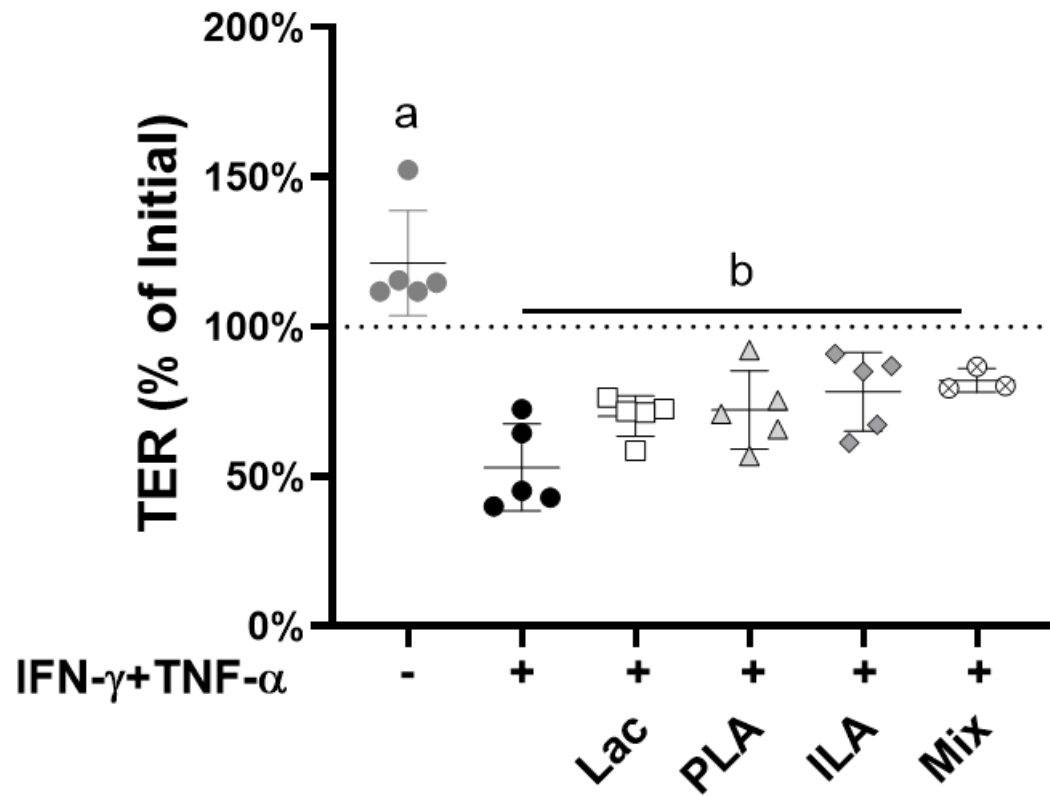 200%
a
150%
b
100%
50%
0%
TER (% of Initial)
IFN-γ+TNF-α - + + + + +
Lac PLA ILA Mix